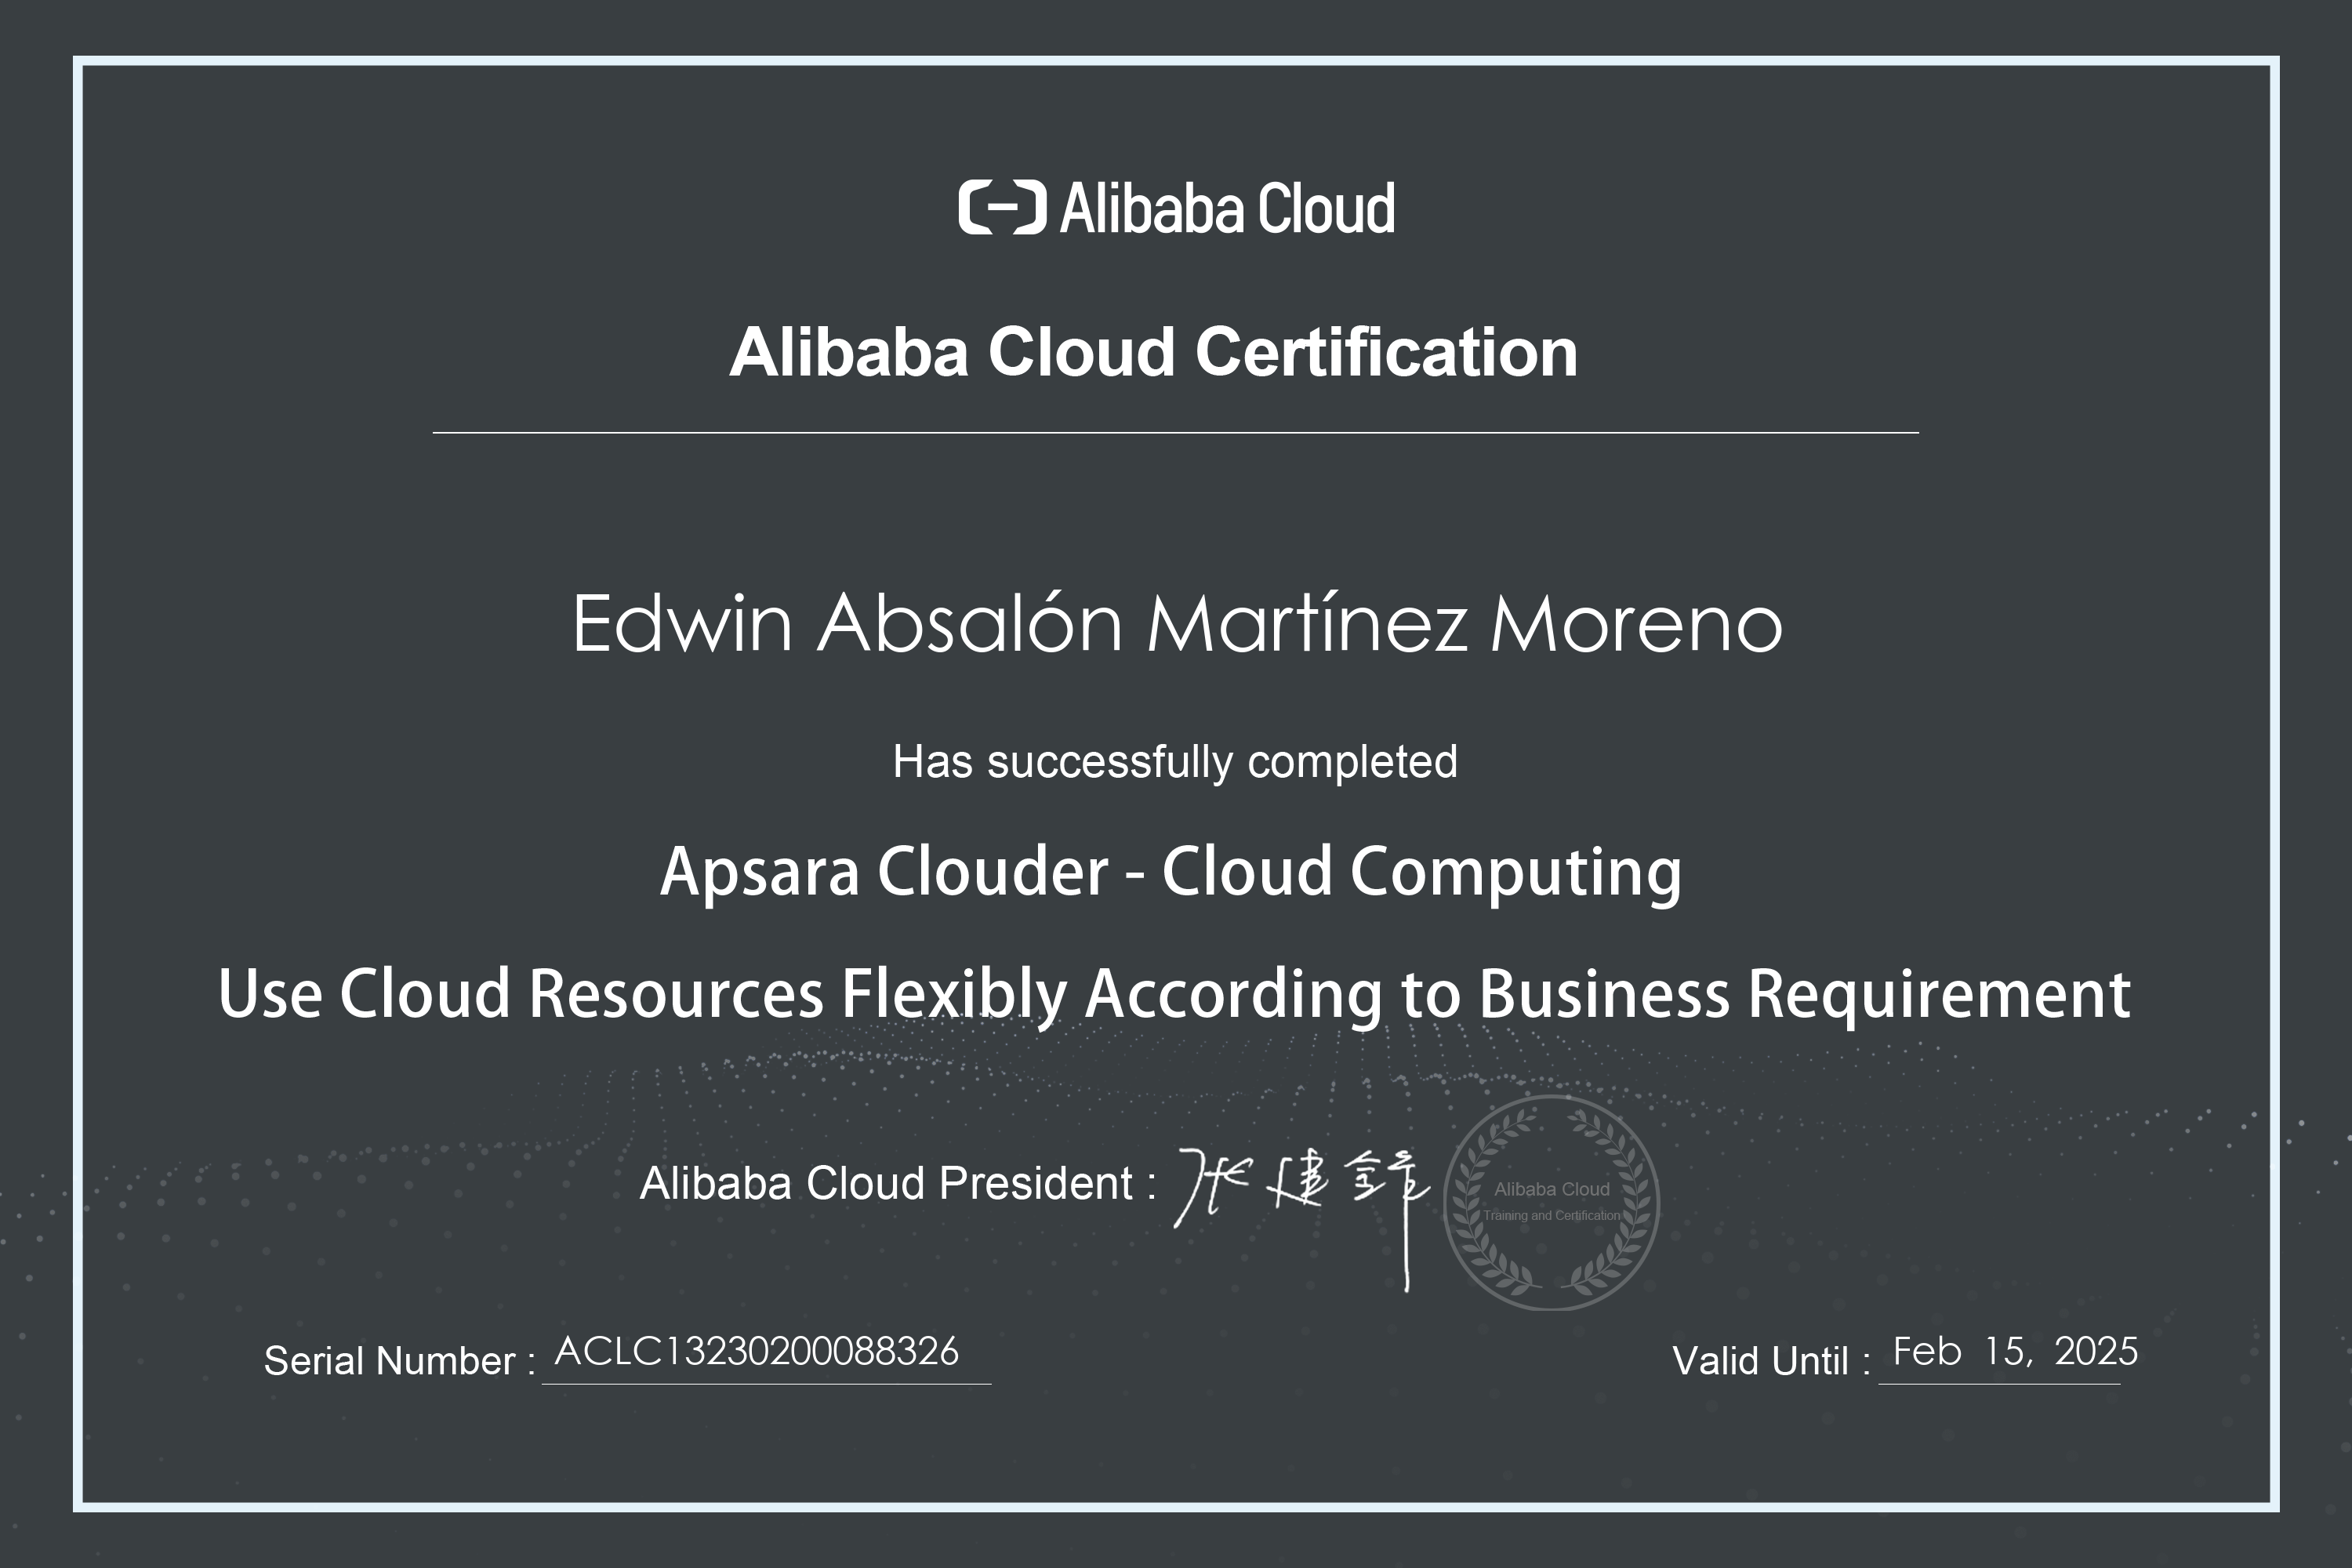 Alibaba Cloud
Alibaba Cloud Certification
Edwin Absalón Martínez Moreno
Has successfully completed
Apsara Clouder - Cloud Computing
Use Cloud Resources Flexibly According to Business Requirement
Alibaba Cloud President : 张建锋
Alibaba Cloud
Training and Certification
Serial Number : ACLC13230200088326
Valid Until : Feb 15, 2025